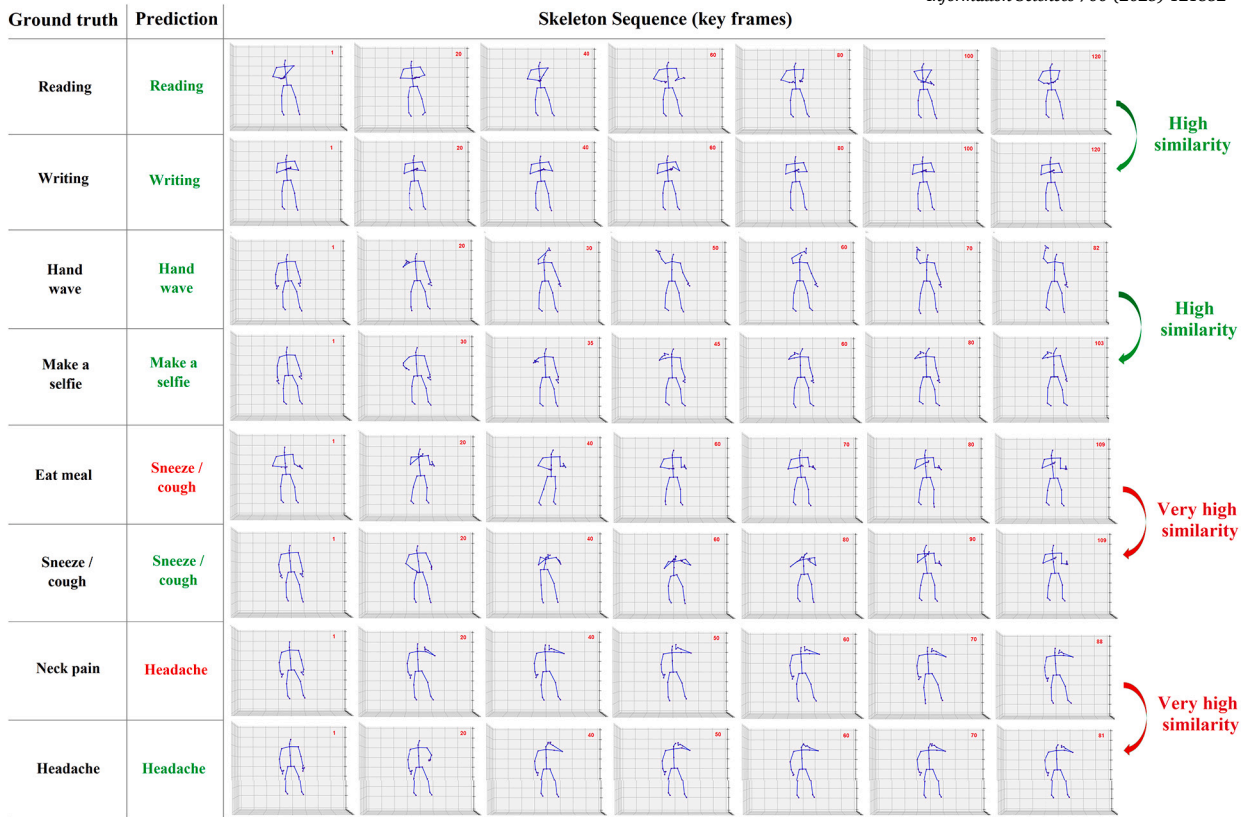 Ground truth Prediction Skeleton Sequence (key frames)
Reading Reading
1 20 40 60 80 100 120
High
similarity
Writing Writing
1 20 40 60 80 100 120
Hand
wave
Hand
wave
1 20 30 50 60 78 82
High
similarity
Make a
selfie
Make a
selfie
1 30 35 45 60 80 103
Eat meal
Sneeze /
cough
1 20 40 60 78 80 109
Very high
similarity
Sneeze /
cough
Sneeze /
cough
1 20 40 60 80 90 109
Neck pain Headache
1 20 40 50 60 70 88
Very high
similarity
Headache Headache
1 20 40 50 60 70 81